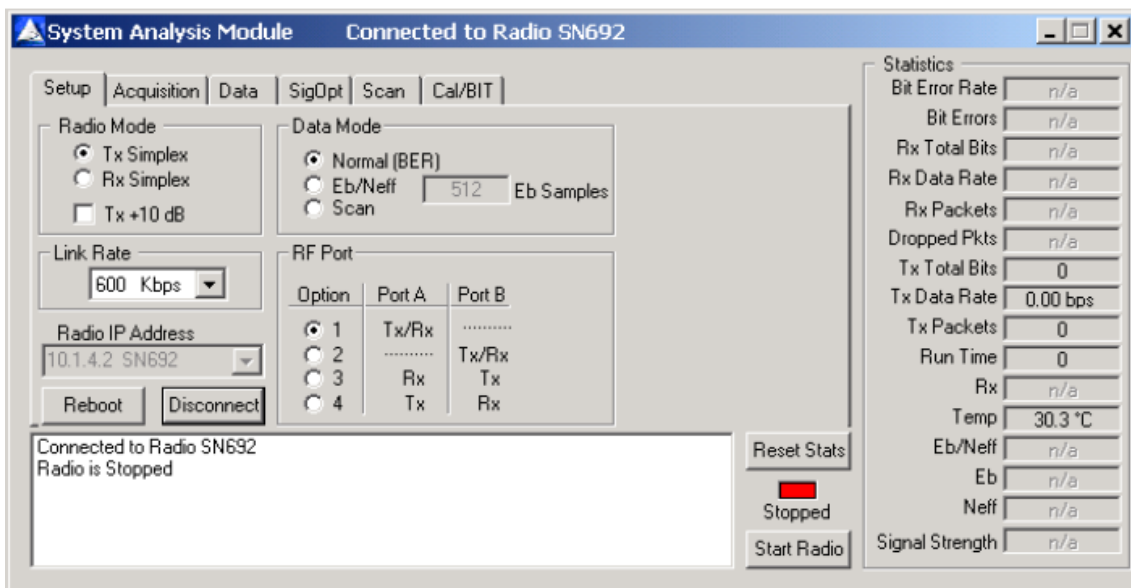 System Analysis Module Connected to Radio SN692
Setup Acquisition Data SigOpt Scan Cal/BIT
Radio Mode
Tx Simplex
Rx Simplex
Tx +10 dB
Data Mode
Normal (BER)
Eb/Neff 512 Eb Samples
Scan
Link Rate
600 Kbps
Radio IP Address
10.1.4.2 SN692
Reboot Disconnect
RF Port
Option Port A Port B
1 Tx/Rx ..........
2 .......... Tx/Rx
3 Rx Tx
4 Tx Rx
Connected to Radio SN692
Radio is Stopped
Reset Stats
Stopped
Start Radio
Statistics
Bit Error Rate n/a
Bit Errors n/a
Rx Total Bits n/a
Rx Data Rate n/a
Rx Packets n/a
Dropped Pkts n/a
Tx Total Bits 0
Tx Data Rate 0.00 bps
Tx Packets 0
Run Time 0
Rx n/a
Temp 30.3 °C
Eb/Neff n/a
Eb n/a
Neff n/a
Signal Strength n/a